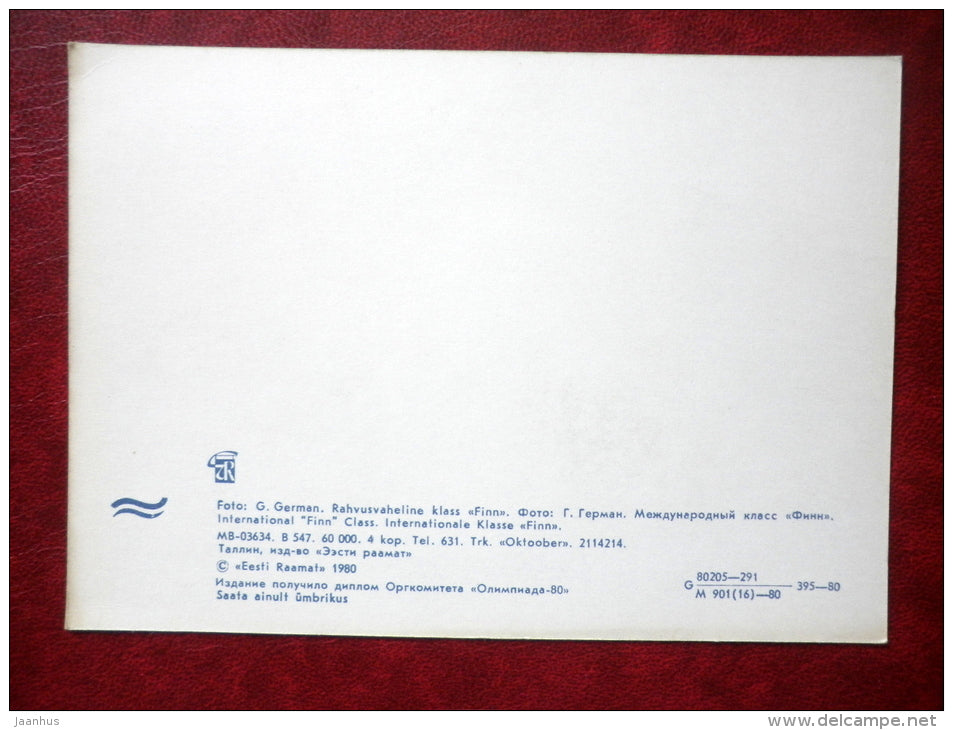 Foto: G. German. Rahvusvaheline klass «Finn». Фото: Г. Герман. Международный класс «Финн».
International "Finn" Class. Internationale Klasse «Finn».
MB-03634. B 547. 60 000. 4 kop. Tel. 631. Trk. «Oktoober». 2114214.
Таллин, изд-во «Ээсти раамат»
© «Eesti Raamat» 1980
Издание получило диплом Оргкомитета «Олимпиада-80»
Saata ainult ümbrikus
G 80205—291
M 901(16)—80
395—80
jaanhus
www.delcampe.net